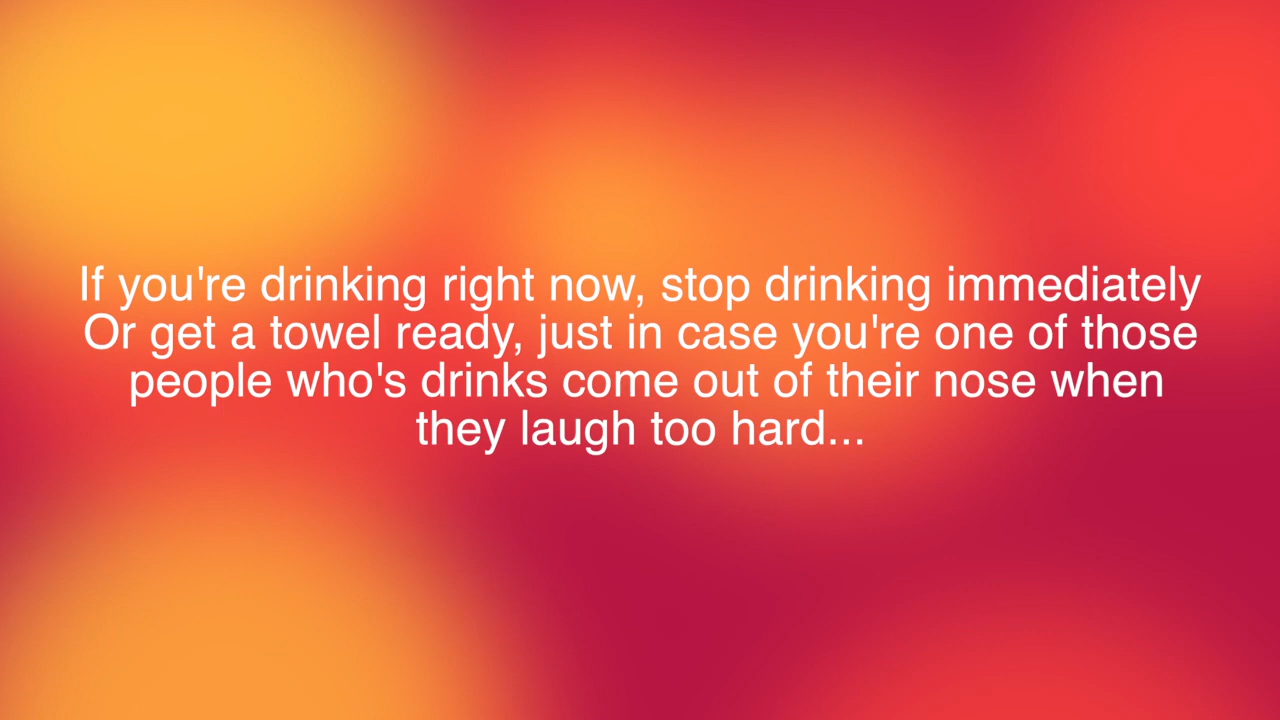 If you're drinking right now, stop drinking immediately
Or get a towel ready, just in case you're one of those
people who's drinks come out of their nose when
they laugh too hard...